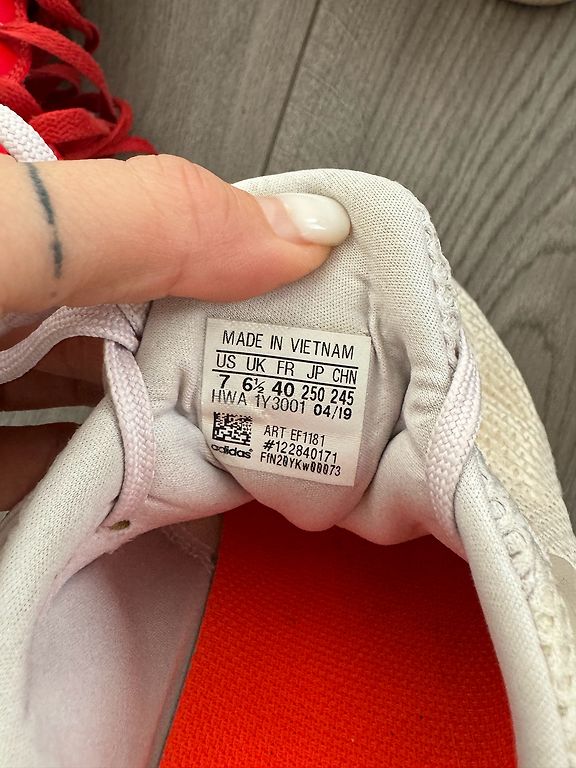 MADE IN VIETNAM
US UK FR JP CHN
7 6½ 40 250 245
HWA 1Y3001 04/19
ART EF1181
#122840171
adidas FfN20YKw00073